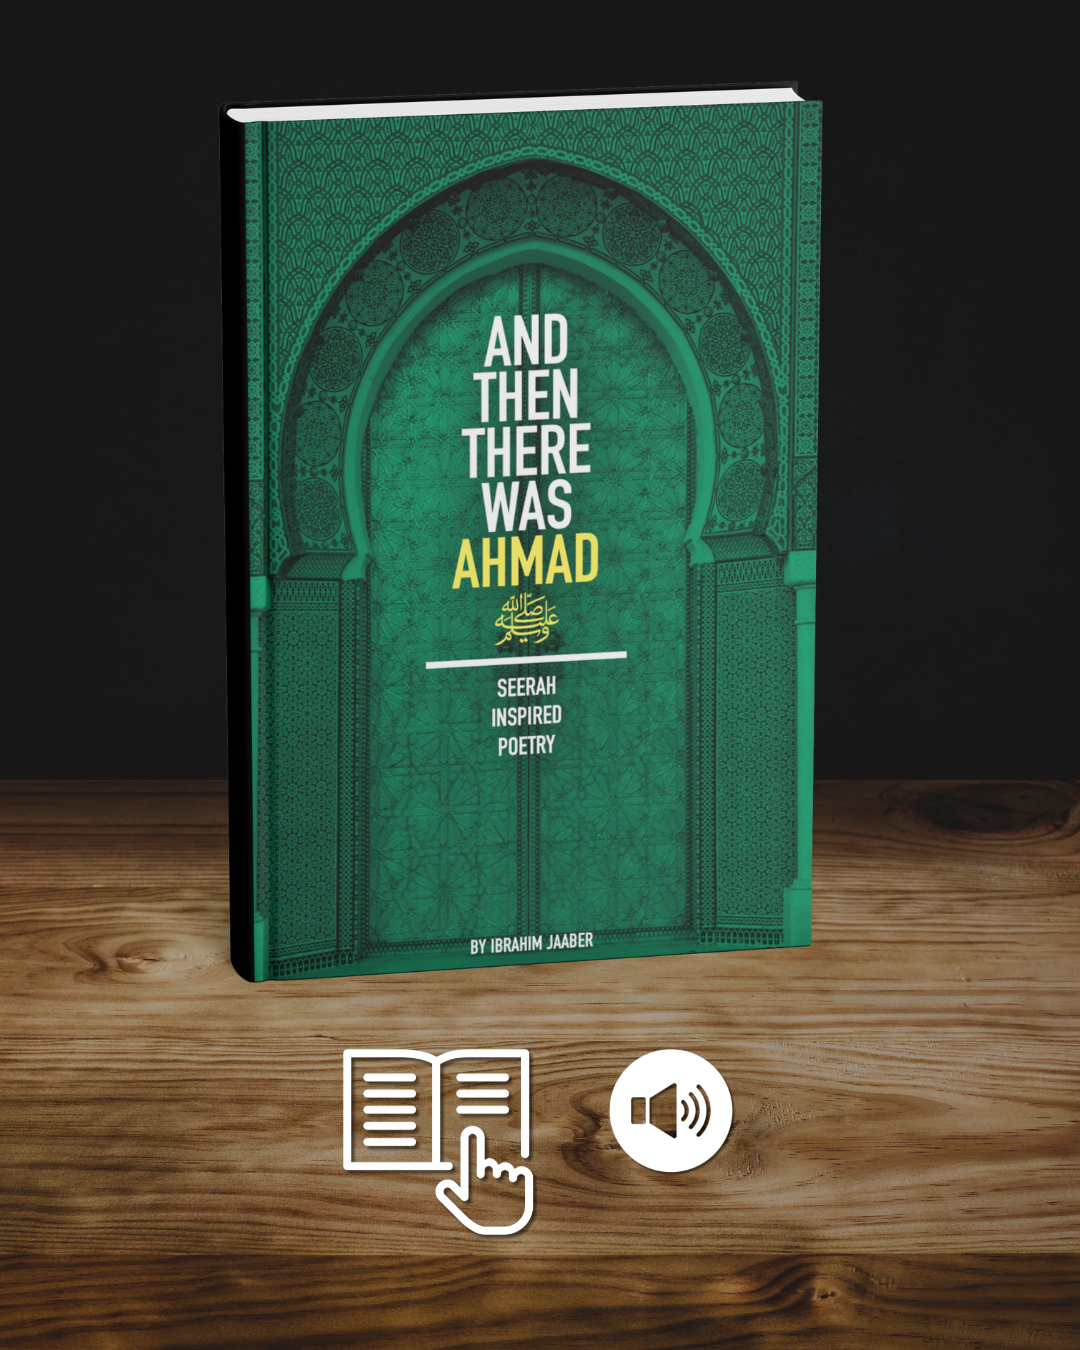 AND
THEN
THERE
WAS
AHMAD
صلى الله عليه وسلم
SEERAH
INSPIRED
POETRY
BY IBRAHIM JAABER